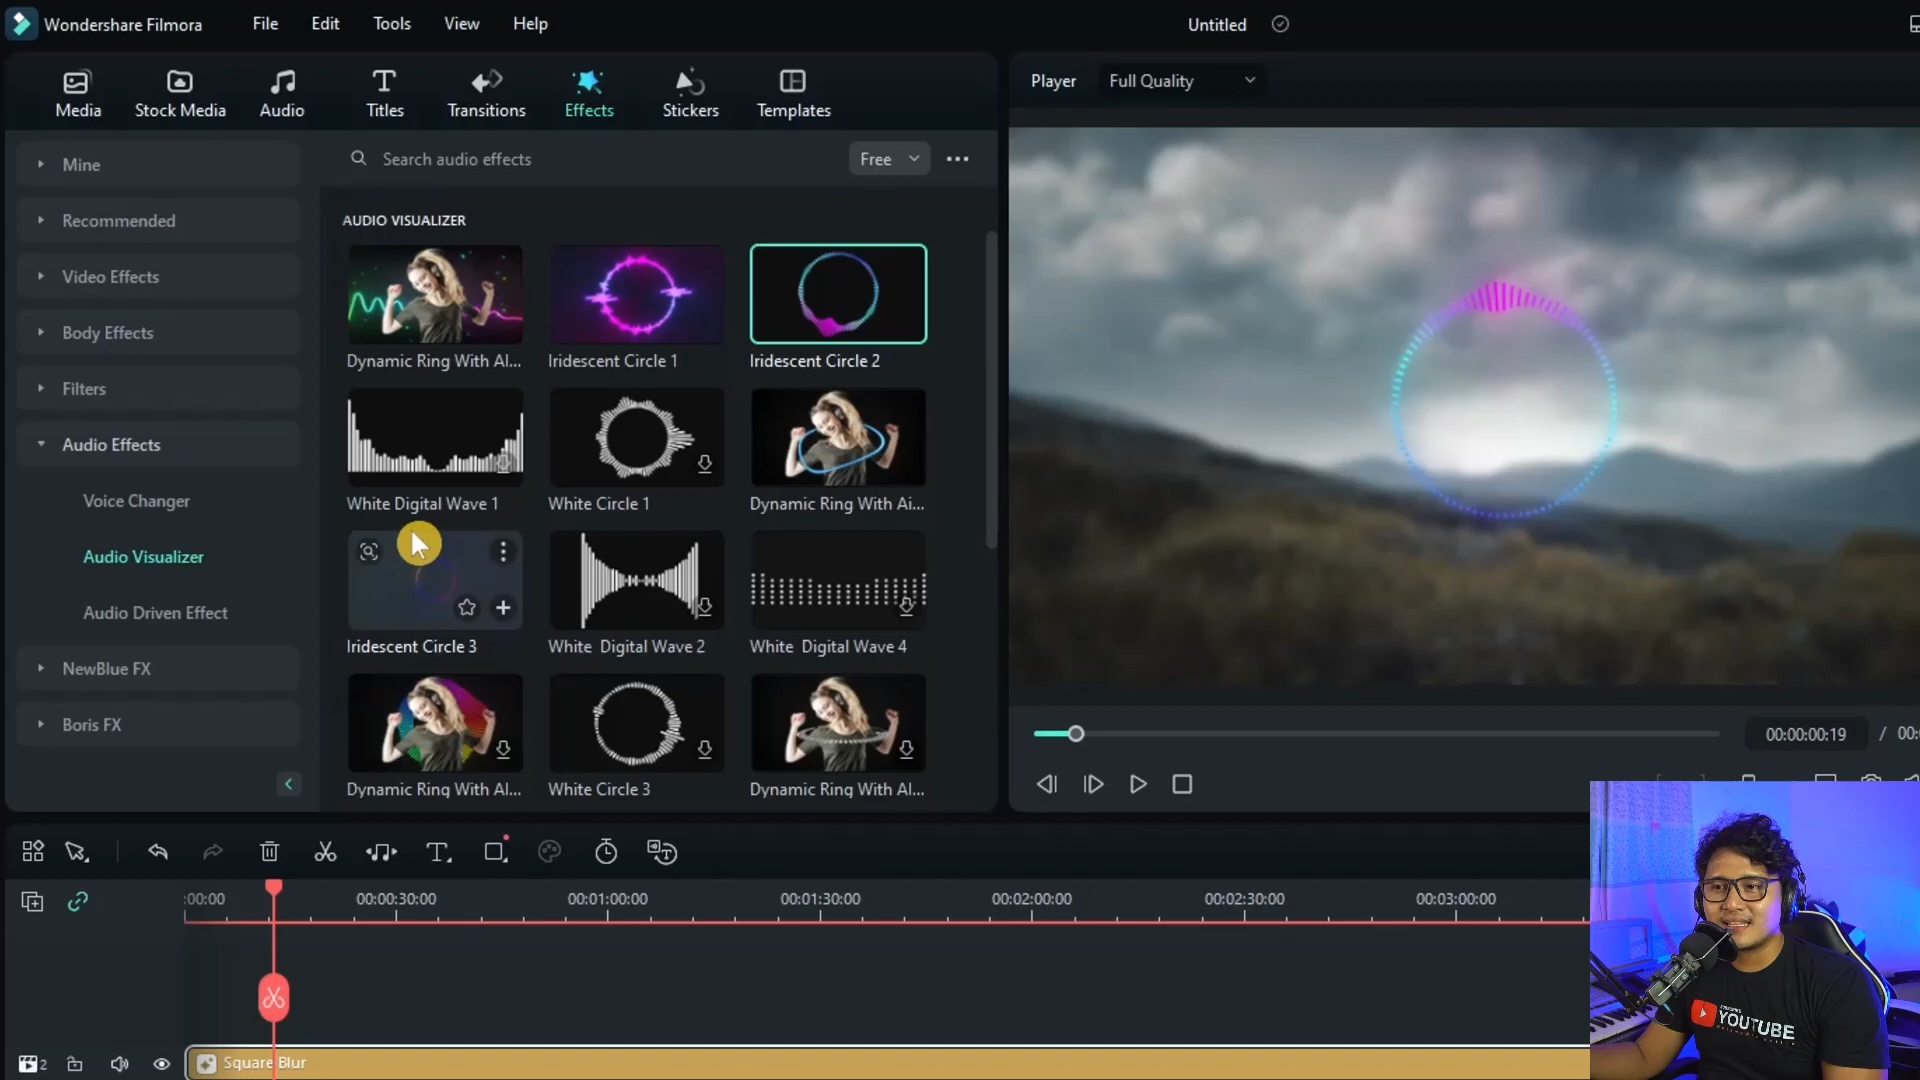 Wondershare Filmora
File
Edit
Tools
View
Help
Untitled
Media
Stock Media
Audio
Titles
Transitions
Effects
Stickers
Templates
Player
Full Quality
Mine
Recommended
Video Effects
Body Effects
Filters
Audio Effects
Voice Changer
Audio Visualizer
Audio Driven Effect
NewBlue FX
Boris FX
Search audio effects
Free
AUDIO VISUALIZER
Dynamic Ring With Al...
Iridescent Circle 1
Iridescent Circle 2
White Digital Wave 1
White Circle 1
Dynamic Ring With Ai...
Iridescent Circle 3
White Digital Wave 2
White Digital Wave 4
Dynamic Ring With Al...
White Circle 3
Dynamic Ring With Al...
00:00:00:19
/ 00:
:00:00
00:00:30:00
00:01:00:00
00:01:30:00
00:02:00:00
00:02:30:00
00:03:00:00
2
Square Blur
YOUTUBE